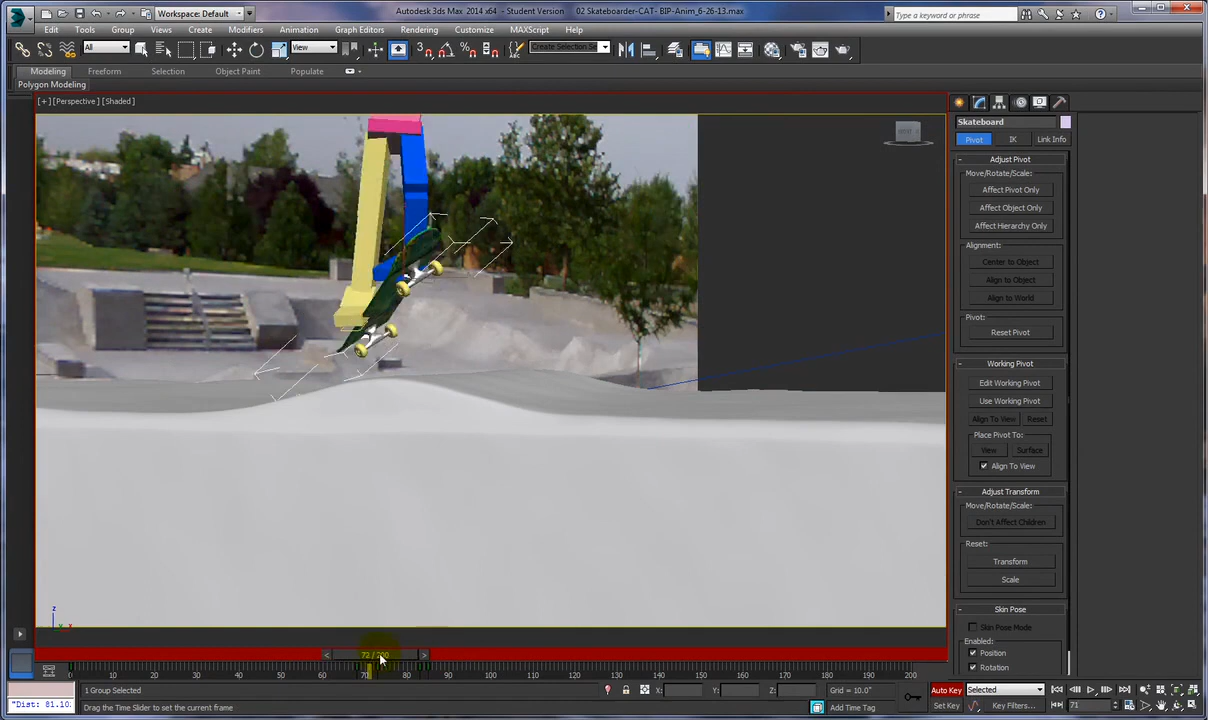 Autodesk 3ds Max 2014 x64 - Student Version 02 Skateboarder-CAT- BIP-Anim_6-26-13.max
Workspace: Default
Type a keyword or phrase
Edit Tools Group Views Create Modifiers Animation Graph Editors Rendering Customize MAXScript Help
All View Create Selection Se
Modeling Freeform Selection Object Paint Populate
Polygon Modeling
[+] [Perspective] [Shaded]
Skateboard
Pivot IK Link Info
- Adjust Pivot
Move/Rotate/Scale:
Affect Pivot Only
Affect Object Only
Affect Hierarchy Only
Alignment:
Center to Object
Align to Object
Align to World
Pivot:
Reset Pivot
- Working Pivot
Edit Working Pivot
Use Working Pivot
Align To View Reset
Place Pivot To:
View Surface
Align To View
- Adjust Transform
Move/Rotate/Scale:
Don't Affect Children
Reset:
Transform
Scale
- Skin Pose
Skin Pose Mode
Enabled:
Position
Rotation
z
< 72 / 200 >
10 20 30 40 50 60 70 80 90 100 110 120 130 140 150 160 170 180 190 200
1 Group Selected X: Y: Z: Grid = 10.0" Auto Key Selected
"Dist: 81.10 Drag the Time Slider to set the current frame Add Time Tag Set Key Key Filters... 71